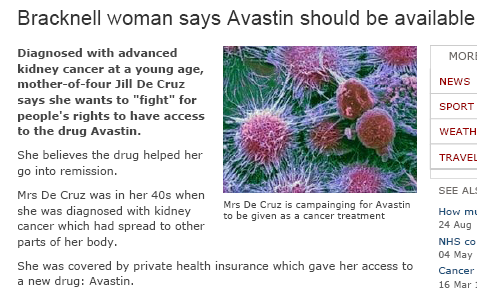 Bracknell woman says Avastin should be available
Diagnosed with advanced
kidney cancer at a young age,
mother-of-four Jill De Cruz
says she wants to "fight" for
people's rights to have access
to the drug Avastin.
She believes the drug helped her
go into remission.
Mrs De Cruz was in her 40s when
she was diagnosed with kidney
cancer which had spread to other
parts of her body.
She was covered by private health insurance which gave her access to
a new drug: Avastin.
Mrs De Cruz is campainging for Avastin
to be given as a cancer treatment
MORE
NEWS
SPORT
WEATH
TRAVEL
SEE AL
How mu
24 Aug
NHS co
04 May
Cancer
16 Mar